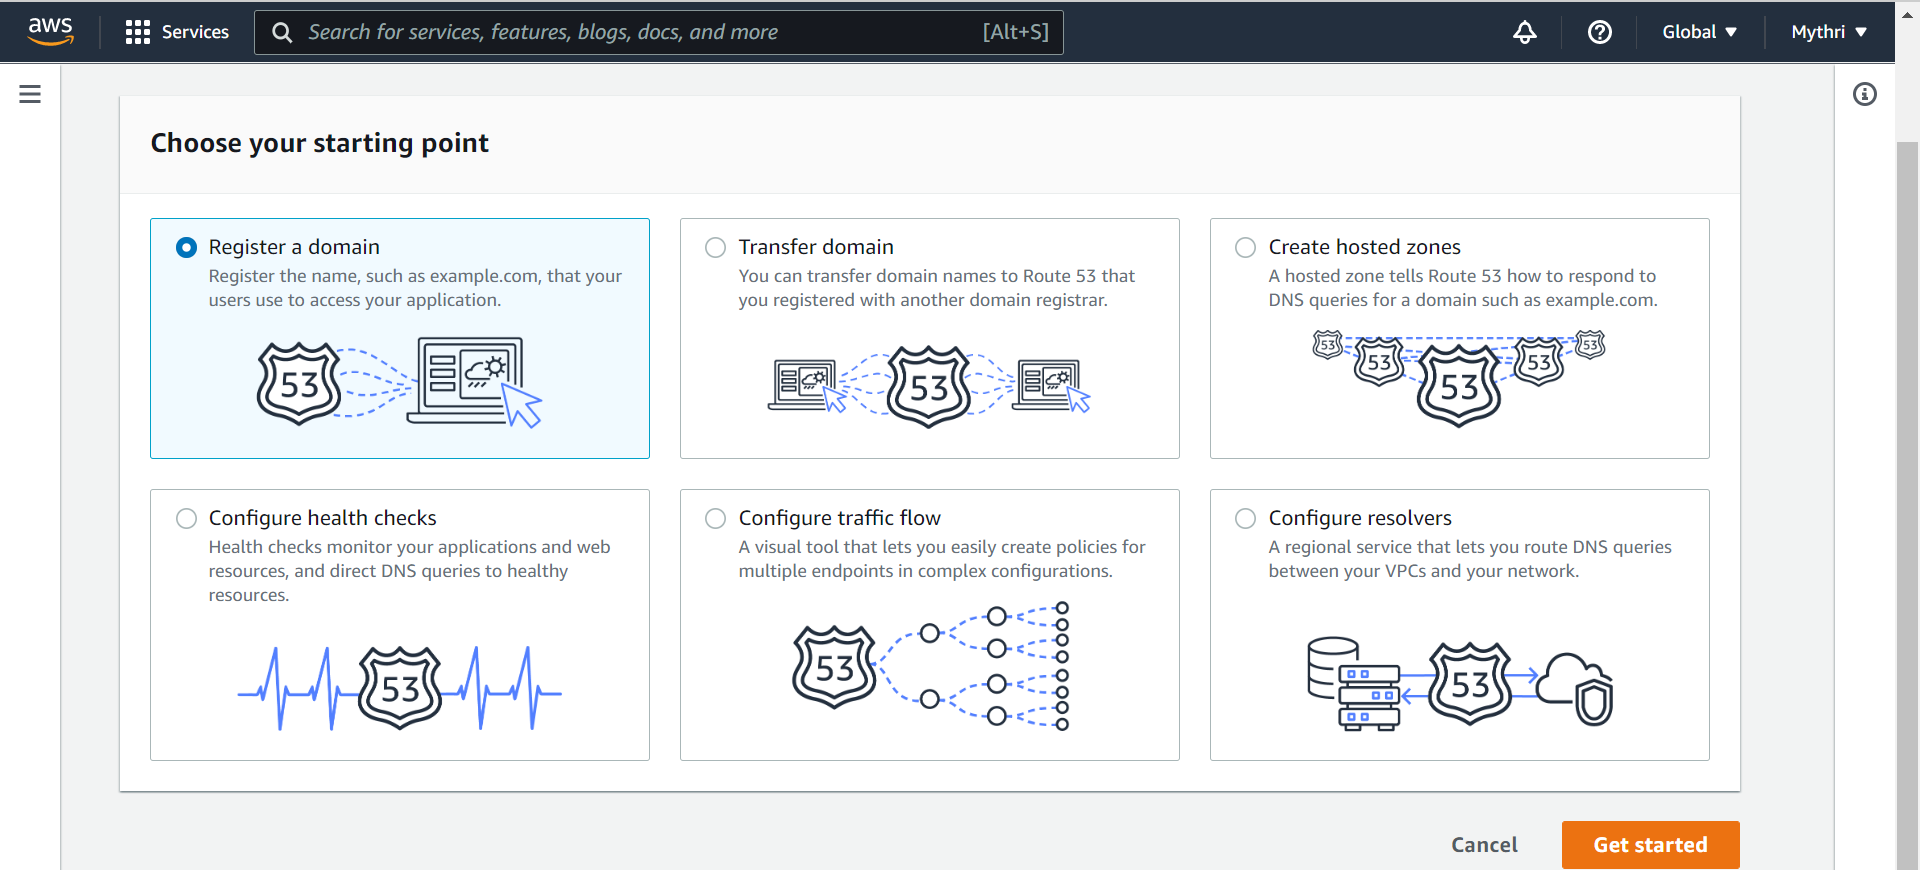 aws
Services
Search for services, features, blogs, docs, and more
[Alt+S]
Global
Mythri
Choose your starting point
Register a domain
Register the name, such as example.com, that your
users use to access your application.
53
Transfer domain
You can transfer domain names to Route 53 that
you registered with another domain registrar.
53
Create hosted zones
A hosted zone tells Route 53 how to respond to
DNS queries for a domain such as example.com.
53
53
53
53
53
Configure health checks
Health checks monitor your applications and web
resources, and direct DNS queries to healthy
resources.
53
Configure traffic flow
A visual tool that lets you easily create policies for
multiple endpoints in complex configurations.
53
Configure resolvers
A regional service that lets you route DNS queries
between your VPCs and your network.
53
Cancel
Get started